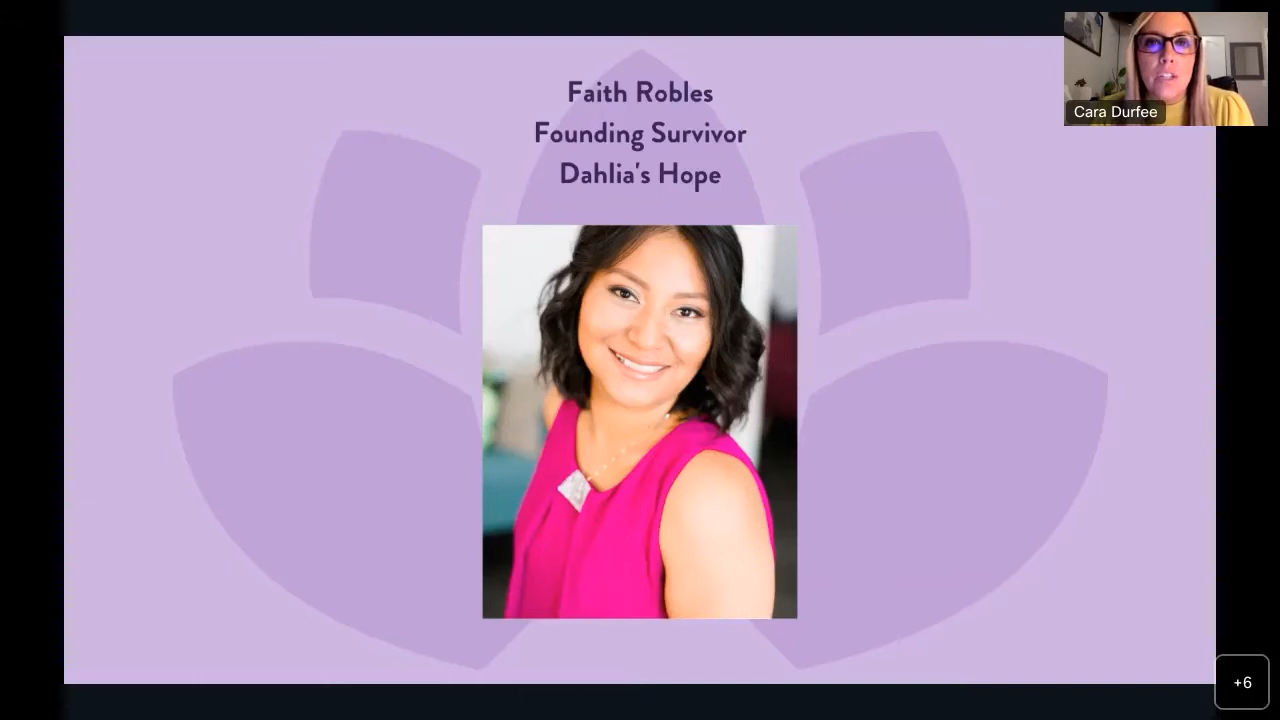 Faith Robles
Founding Survivor
Dahlia's Hope
Cara Durfee
+6